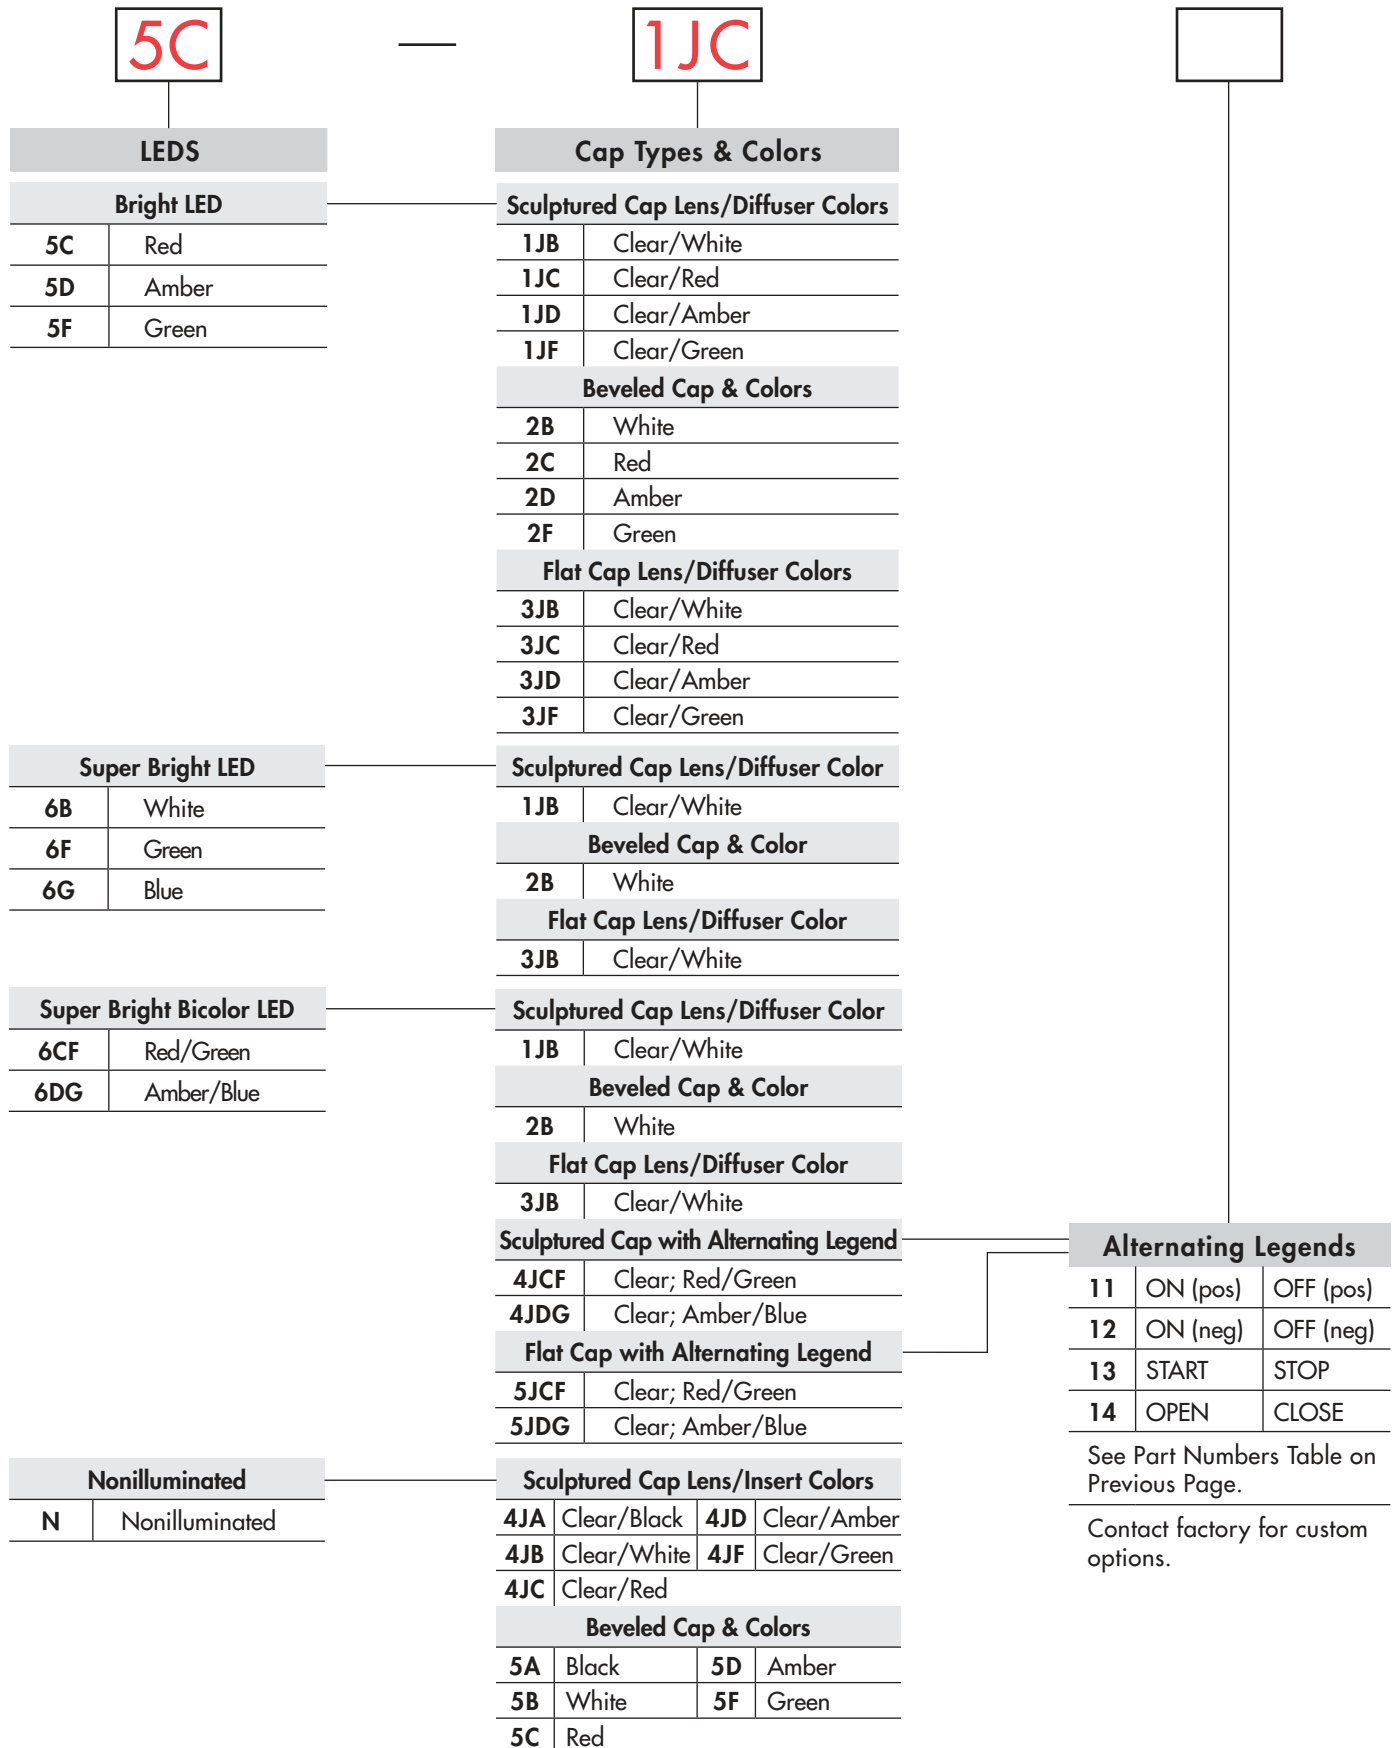 5C — 1JC
LEDS
Bright LED
5C Red
5D Amber
5F Green
Super Bright LED
6B White
6F Green
6G Blue
Super Bright Bicolor LED
6CF Red/Green
6DG Amber/Blue
Nonilluminated
N Nonilluminated
Cap Types & Colors
Sculptured Cap Lens/Diffuser Colors
1JB Clear/White
1JC Clear/Red
1JD Clear/Amber
1JF Clear/Green
Beveled Cap & Colors
2B White
2C Red
2D Amber
2F Green
Flat Cap Lens/Diffuser Colors
3JB Clear/White
3JC Clear/Red
3JD Clear/Amber
3JF Clear/Green
Sculptured Cap Lens/Diffuser Color
1JB Clear/White
Beveled Cap & Color
2B White
Flat Cap Lens/Diffuser Color
3JB Clear/White
Sculptured Cap Lens/Diffuser Color
1JB Clear/White
Beveled Cap & Color
2B White
Flat Cap Lens/Diffuser Color
3JB Clear/White
Sculptured Cap with Alternating Legend
4JCF Clear; Red/Green
4JDG Clear; Amber/Blue
Flat Cap with Alternating Legend
5JCF Clear; Red/Green
5JDG Clear; Amber/Blue
Sculptured Cap Lens/Insert Colors
4JA Clear/Black 4JD Clear/Amber
4JB Clear/White 4JF Clear/Green
4JC Clear/Red
Beveled Cap & Colors
5A Black 5D Amber
5B White 5F Green
5C Red
Alternating Legends
11 ON (pos) OFF (pos)
12 ON (neg) OFF (neg)
13 START STOP
14 OPEN CLOSE
See Part Numbers Table on
Previous Page.
Contact factory for custom
options.